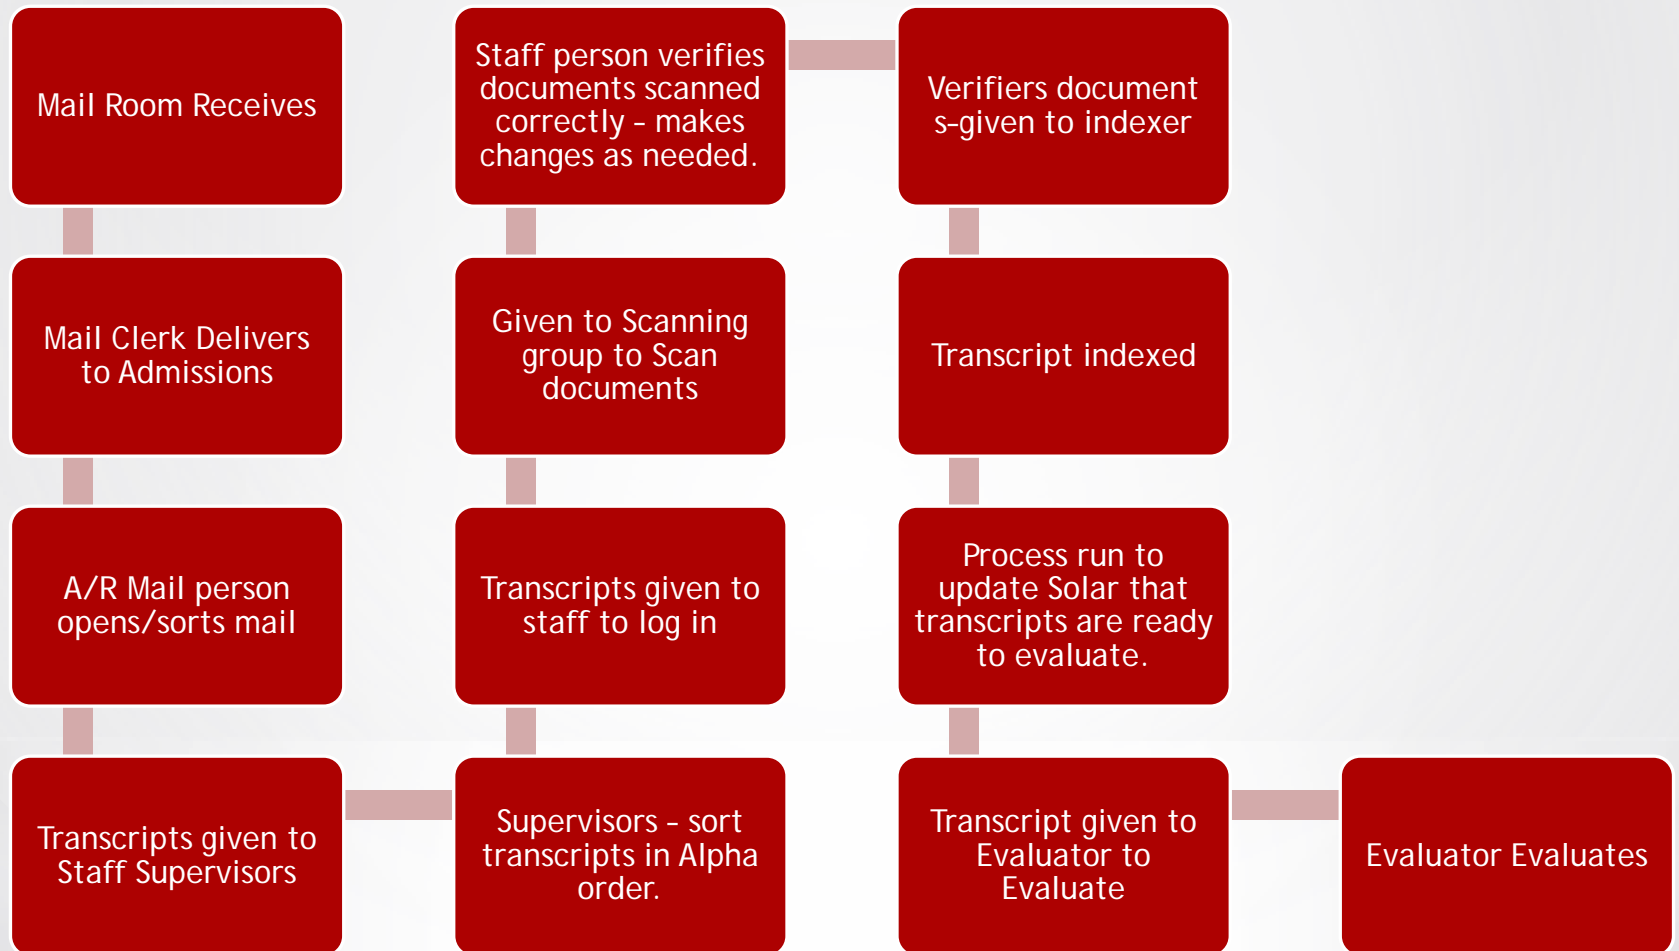 Mail Room Receives
Mail Clerk Delivers
to Admissions
A/R Mail person
opens/sorts mail
Transcripts given to
Staff Supervisors
Supervisors – sort
transcripts in Alpha
order.
Transcripts given to
staff to log in
Given to Scanning
group to Scan
documents
Staff person verifies
documents scanned
correctly – makes
changes as needed.
Verifiers document
s-given to indexer
Transcript indexed
Process run to
update Solar that
transcripts are ready
to evaluate.
Transcript given to
Evaluator to
Evaluate
Evaluator Evaluates